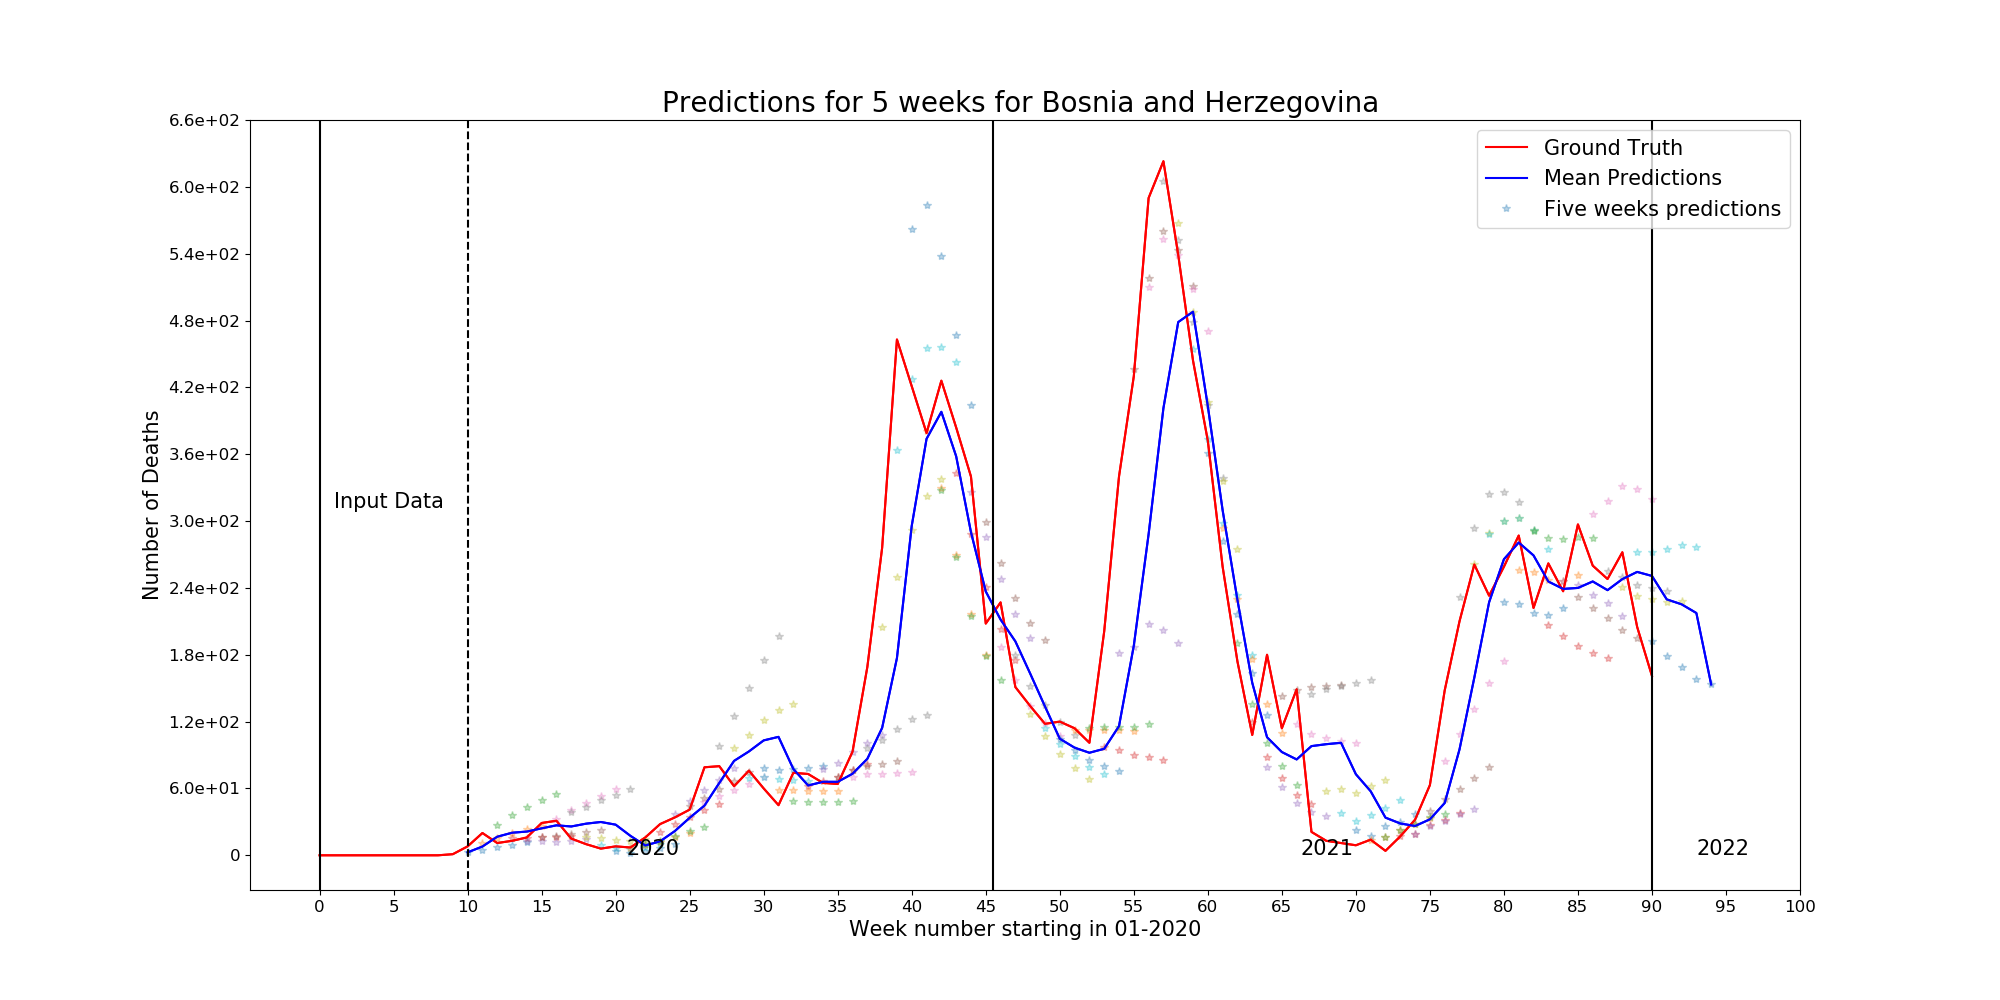 Predictions for 5 weeks for Bosnia and Herzegovina
6.6e+02
6.0e+02
5.4e+02
4.8e+02
4.2e+02
3.6e+02
3.0e+02
2.4e+02
1.8e+02
1.2e+02
6.0e+01
0
Number of Deaths
Ground Truth
Mean Predictions
Five weeks predictions
Input Data
2020
2021
2022
0 5 10 15 20 25 30 35 40 45 50 55 60 65 70 75 80 85 90 95 100
Week number starting in 01-2020